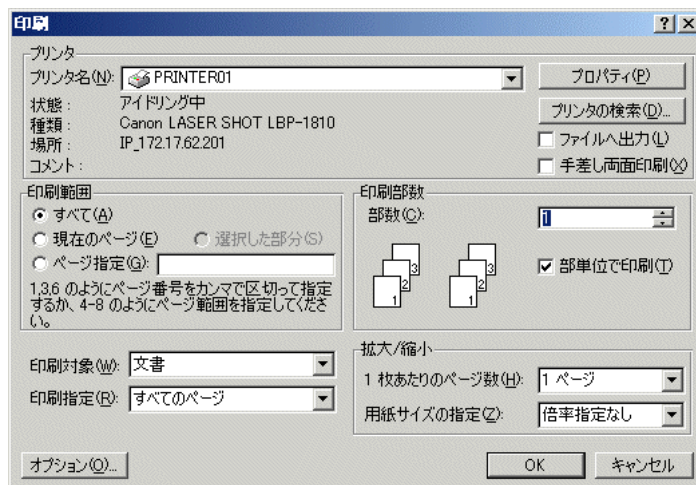 印刷
プリンタ
プリンタ名(N): PRINTER01 プロパティ(P)
状態: アイドリング中
種類: Canon LASER SHOT LBP-1810 プリンタの検索(D)...
場所: IP_172.17.62.201 ファイルへ出力(L)
コメント: 手差し両面印刷(X)
印刷範囲
すべて(A)
現在のページ(E) 選択した部分(S)
ページ指定(G):
1,3,6 のようにページ番号をカンマで区切って指定
するか、4-8 のようにページ範囲を指定してくださ
い。
印刷部数
部数(C): 1
部単位で印刷(T)
1 2 3 1 2 3
印刷対象(W): 文書
印刷指定(R): すべてのページ
拡大/縮小
1 枚あたりのページ数(H): 1 ページ
用紙サイズの指定(Z): 倍率指定なし
オプション(O)... OK キャンセル